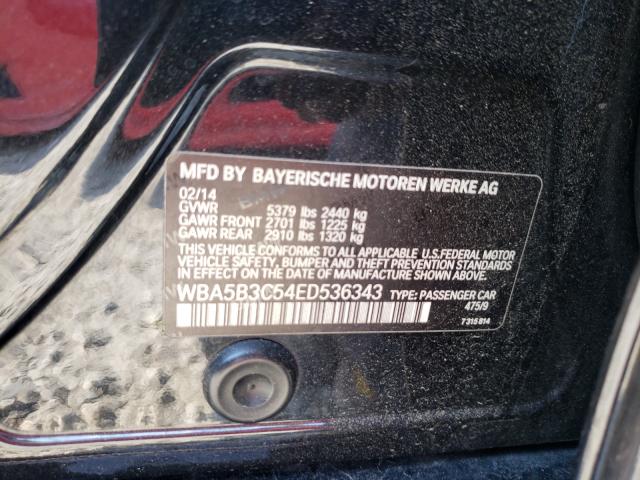 MFD BY BAYERISCHE MOTOREN WERKE AG
02/14
GVWR 5379 lbs 2440 kg
GAWR FRONT 2701 lbs 1225 kg
GAWR REAR 2910 lbs 1320 kg
THIS VEHICLE CONFORMS TO ALL APPLICABLE U.S.FEDERAL MOTOR
VEHICLE SAFETY, BUMPER AND THEFT PREVENTION STANDARDS
IN EFFECT ON THE DATE OF MANUFACTURE SHOWN ABOVE.
WBA5B3C54ED536343 TYPE: PASSENGER CAR
475/9
7315814